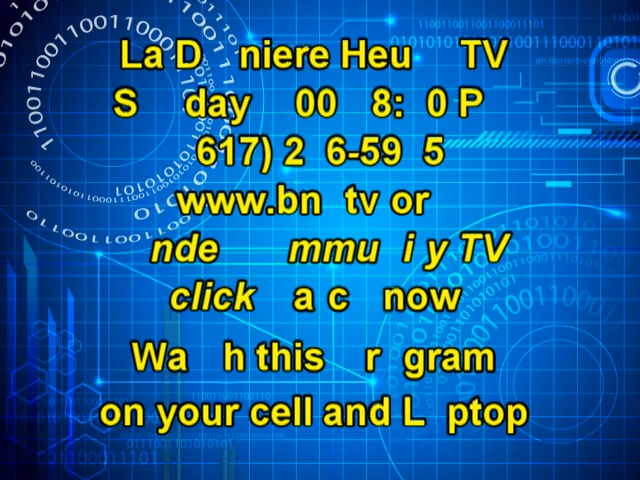 La D niere Heu TV
S day 00 8: 0 P
617) 2 6-59 5
www.bn tv or
nde mmu i y TV
click a c now
Wa h this r gram
on your cell and L ptop